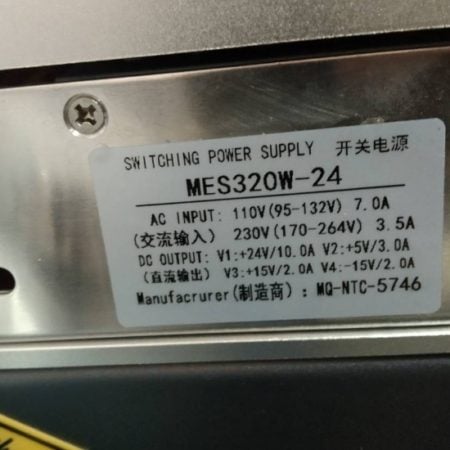 SWITCHING POWER SUPPLY 开关电源
MES320W-24
AC INPUT: 110V(95-132V) 7.0A
(交流输入) 230V(170-264V) 3.5A
DC OUTPUT: V1:+24V/10.0A V2:+5V/3.0A
(直流输出) V3:+15V/2.0A V4:-15V/2.0A
Manufacrurer(制造商): MQ-NTC-5746